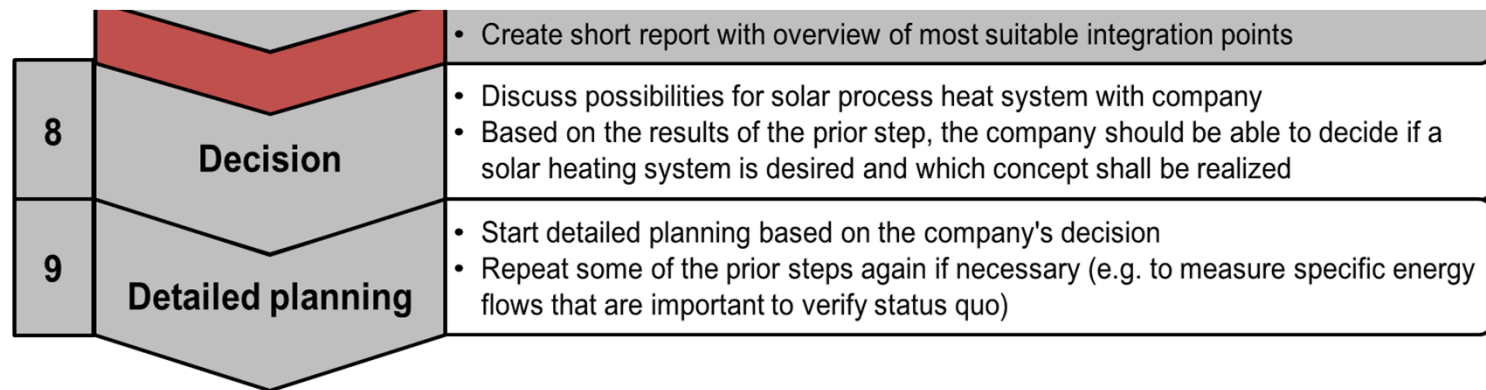 • Create short report with overview of most suitable integration points
8
Decision
• Discuss possibilities for solar process heat system with company
• Based on the results of the prior step, the company should be able to decide if a
solar heating system is desired and which concept shall be realized
9
Detailed planning
• Start detailed planning based on the company's decision
• Repeat some of the prior steps again if necessary (e.g. to measure specific energy
flows that are important to verify status quo)